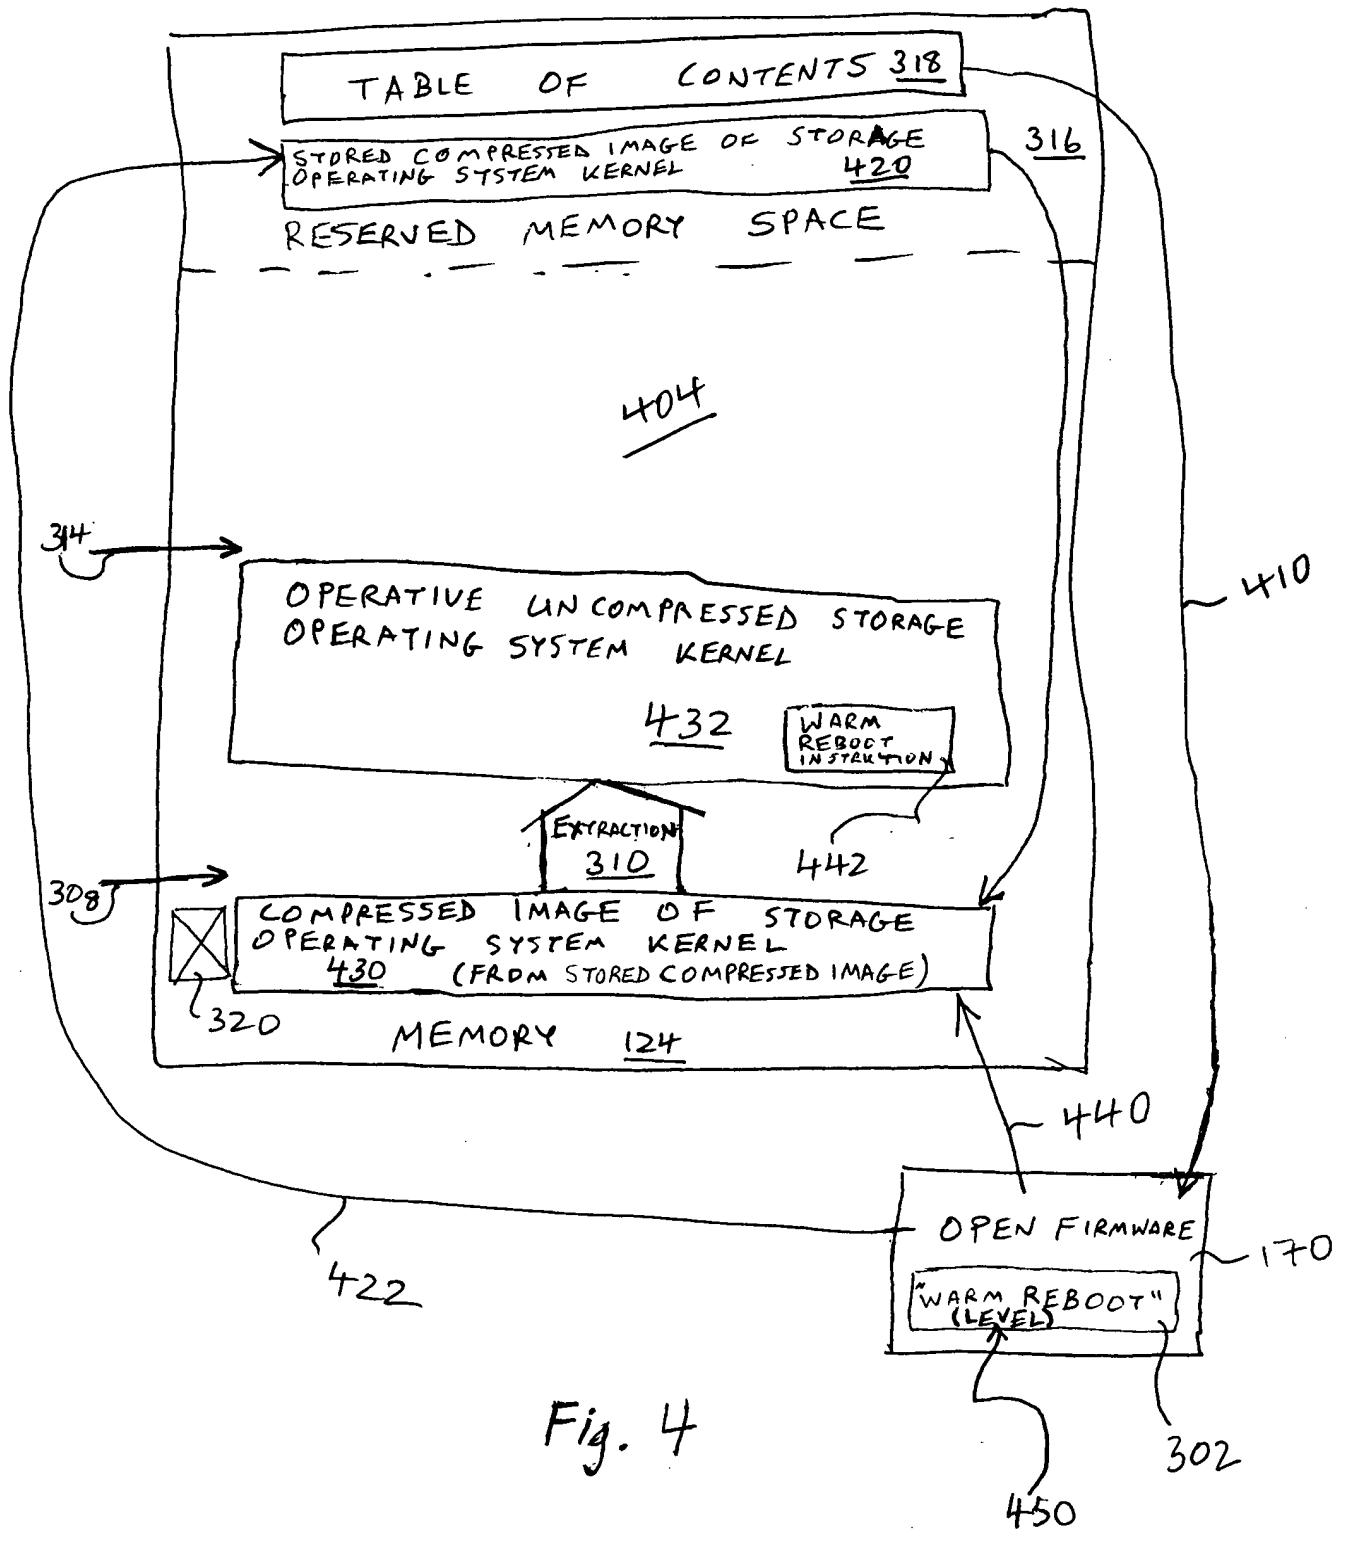 TABLE OF CONTENTS 318
STORED COMPRESSED IMAGE OF STORAGE
OPERATING SYSTEM KERNEL 420
316
RESERVED MEMORY SPACE
404
314
OPERATIVE UNCOMPRESSED STORAGE
OPERATING SYSTEM KERNEL
432
WARM
REBOOT
INSTRUCTION
410
EXTRACTION
310
442
308
COMPRESSED IMAGE OF STORAGE
OPERATING SYSTEM KERNEL
430 (FROM STORED COMPRESSED IMAGE)
320
MEMORY 124
440
OPEN FIRMWARE
170
"WARM REBOOT"
(LEVEL)
422
302
450
Fig. 4